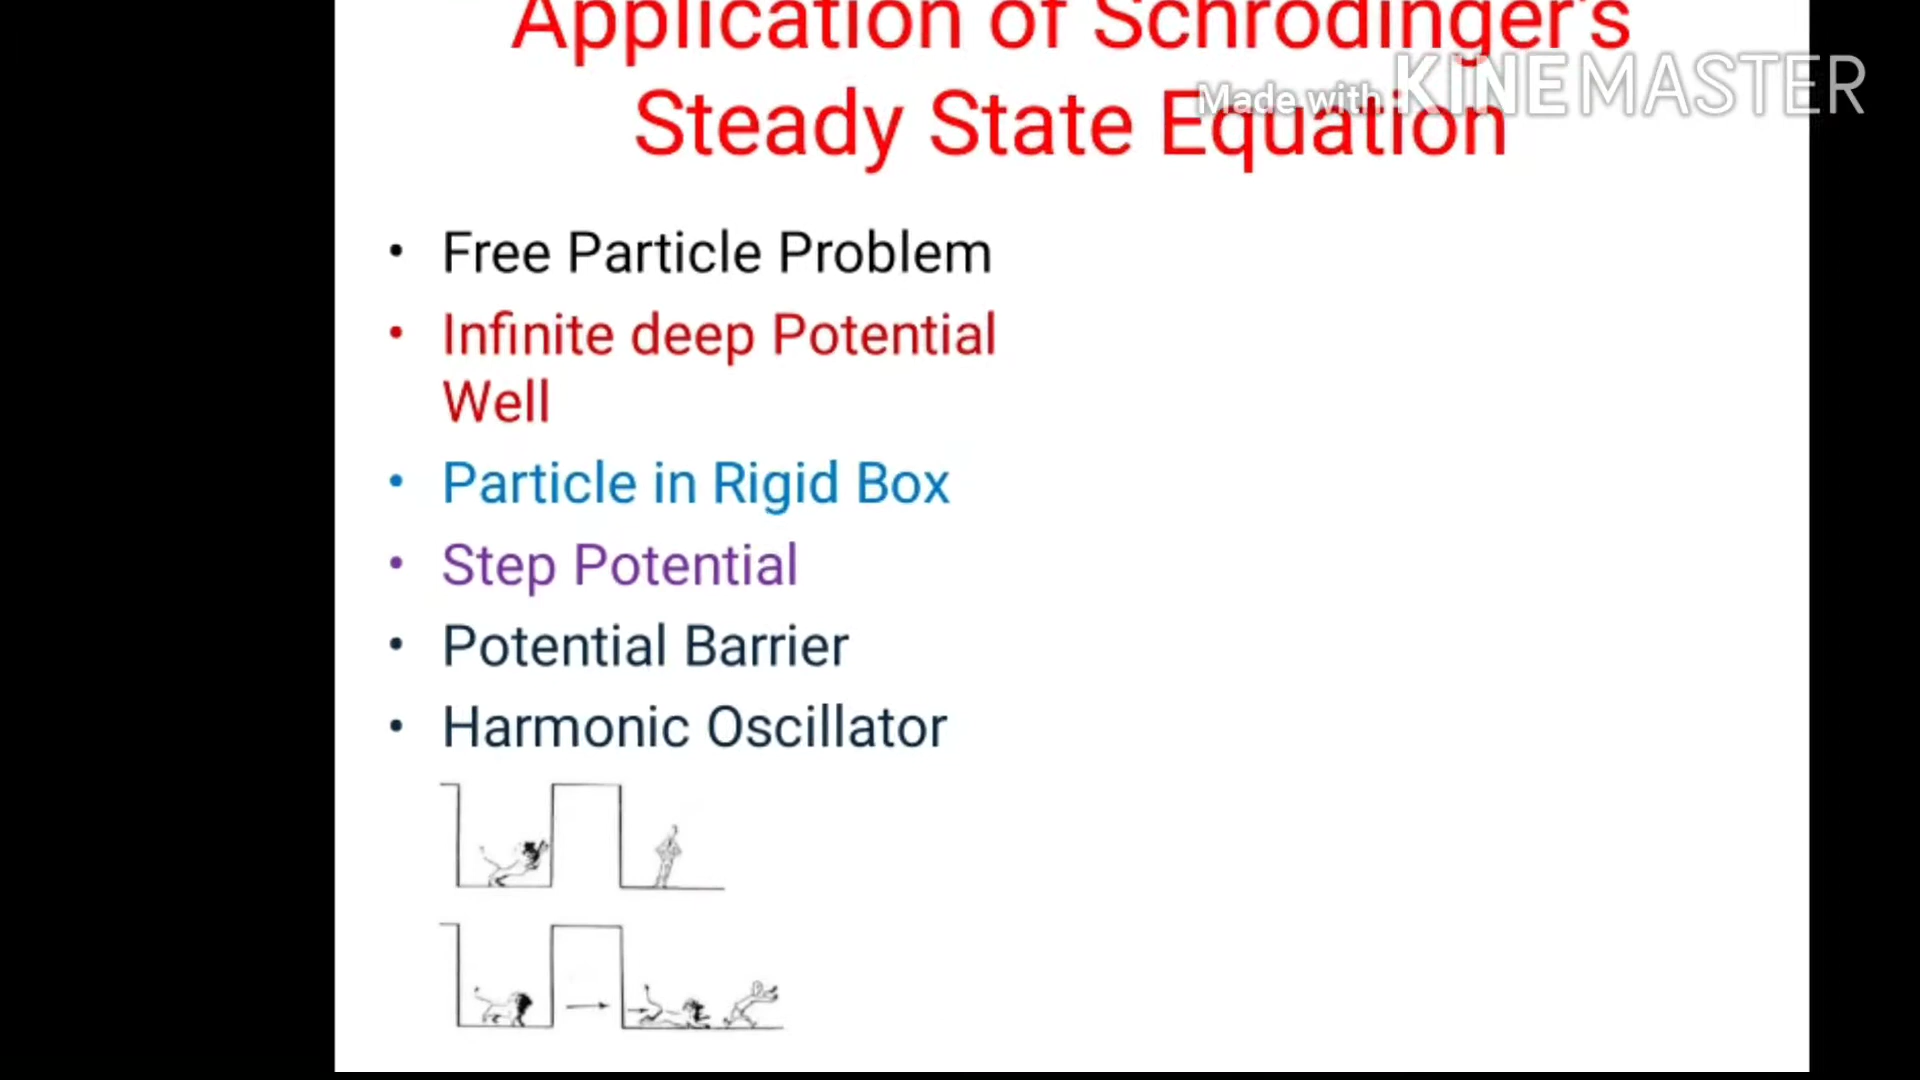 Application of Schrodinger's
Made with KINEMASTER
Steady State Equation
• Free Particle Problem
• Infinite deep Potential
Well
• Particle in Rigid Box
• Step Potential
• Potential Barrier
• Harmonic Oscillator